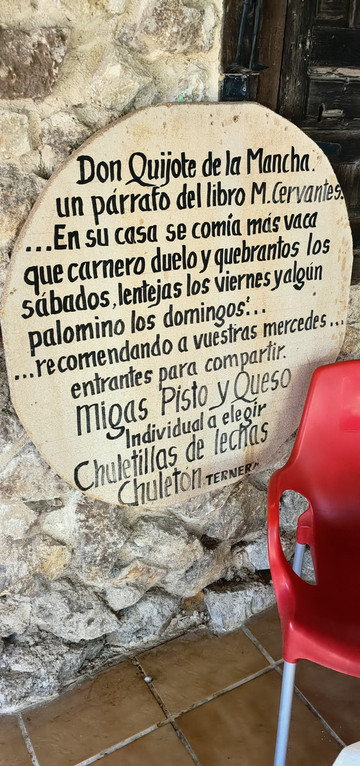 Don Quijote de la Mancha.
un párrafo del libro M.Cervantes.
...En su casa se comía más vaca
que carnero duelo y quebrantos los
sábados, lentejas los viernes y algún
palomino los domingos"...
...recomendando a vuestras mercedes...
entrantes para compartir.
Migas Pisto y Queso
Individual a elegir
Chuletillas de lechas
Chuletón -TERNERA